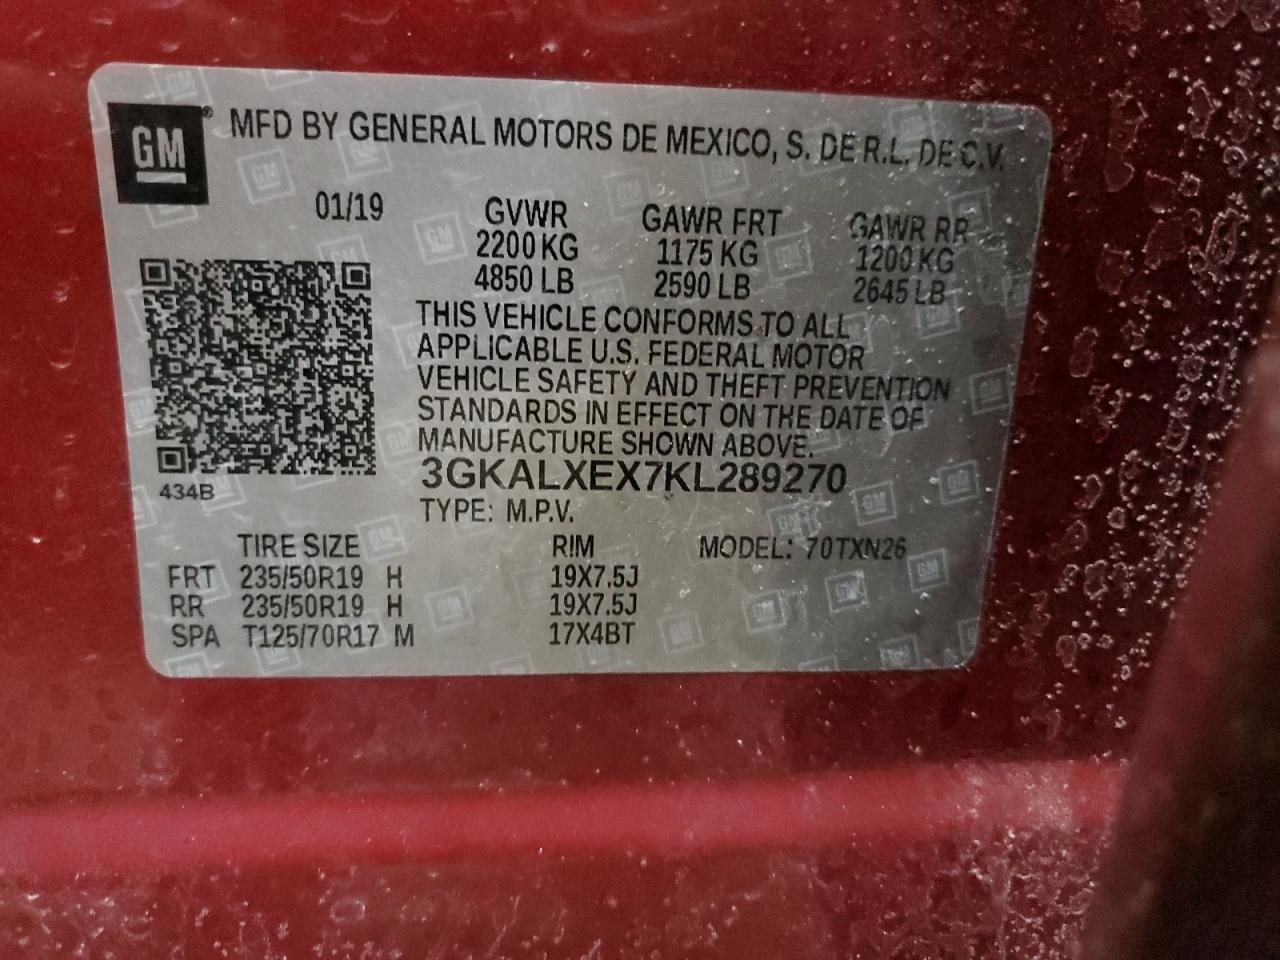 GM® MFD BY GENERAL MOTORS DE MEXICO, S. DE R.L. DE C.V.
01/19 GVWR GAWR FRT GAWR RR
2200 KG 1175 KG 1200 KG
4850 LB 2590 LB 2645 LB
THIS VEHICLE CONFORMS TO ALL
APPLICABLE U.S. FEDERAL MOTOR
VEHICLE SAFETY AND THEFT PREVENTION
STANDARDS IN EFFECT ON THE DATE OF
MANUFACTURE SHOWN ABOVE.
3GKALXEX7KL289270
434B
TYPE: M.P.V.
TIRE SIZE RIM MODEL: 70TXN26
FRT 235/50R19 H 19X7.5J
RR 235/50R19 H 19X7.5J
SPA T125/70R17 M 17X4BT